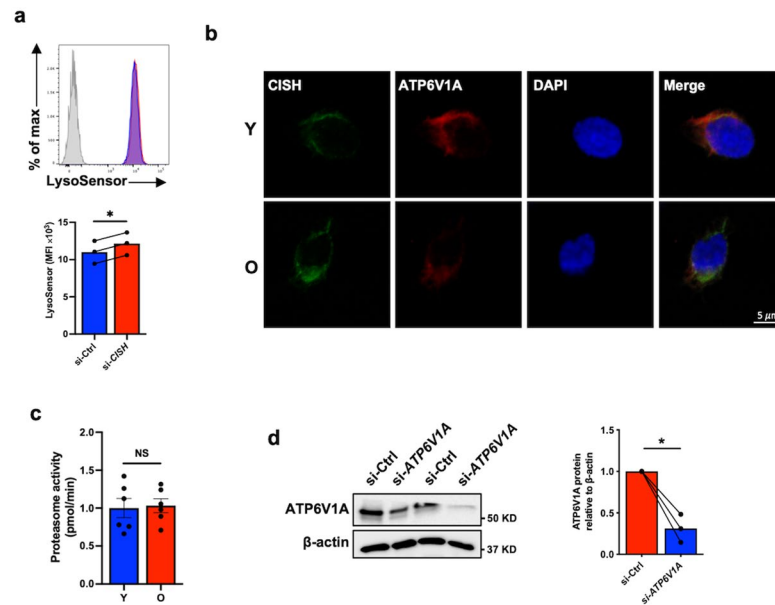 a
% of max
LysoSensor
LysoSensor (MFI ×10³)
15
10
5
0
*
si-Ctrl
si-CISH
b
CISH
ATP6V1A
DAPI
Merge
Y
O
5 µm
c
Proteasome activity
(pmol/min)
2.0
1.5
1.0
0.5
0.0
NS
Y
O
d
si-Ctrl
si-ATP6V1A
si-Ctrl
si-ATP6V1A
ATP6V1A
50 KD
β-actin
37 KD
ATP6V1A protein
relative to β-actin
1.5
1.0
0.5
0.0
*
si-Ctrl
si-ATP6V1A